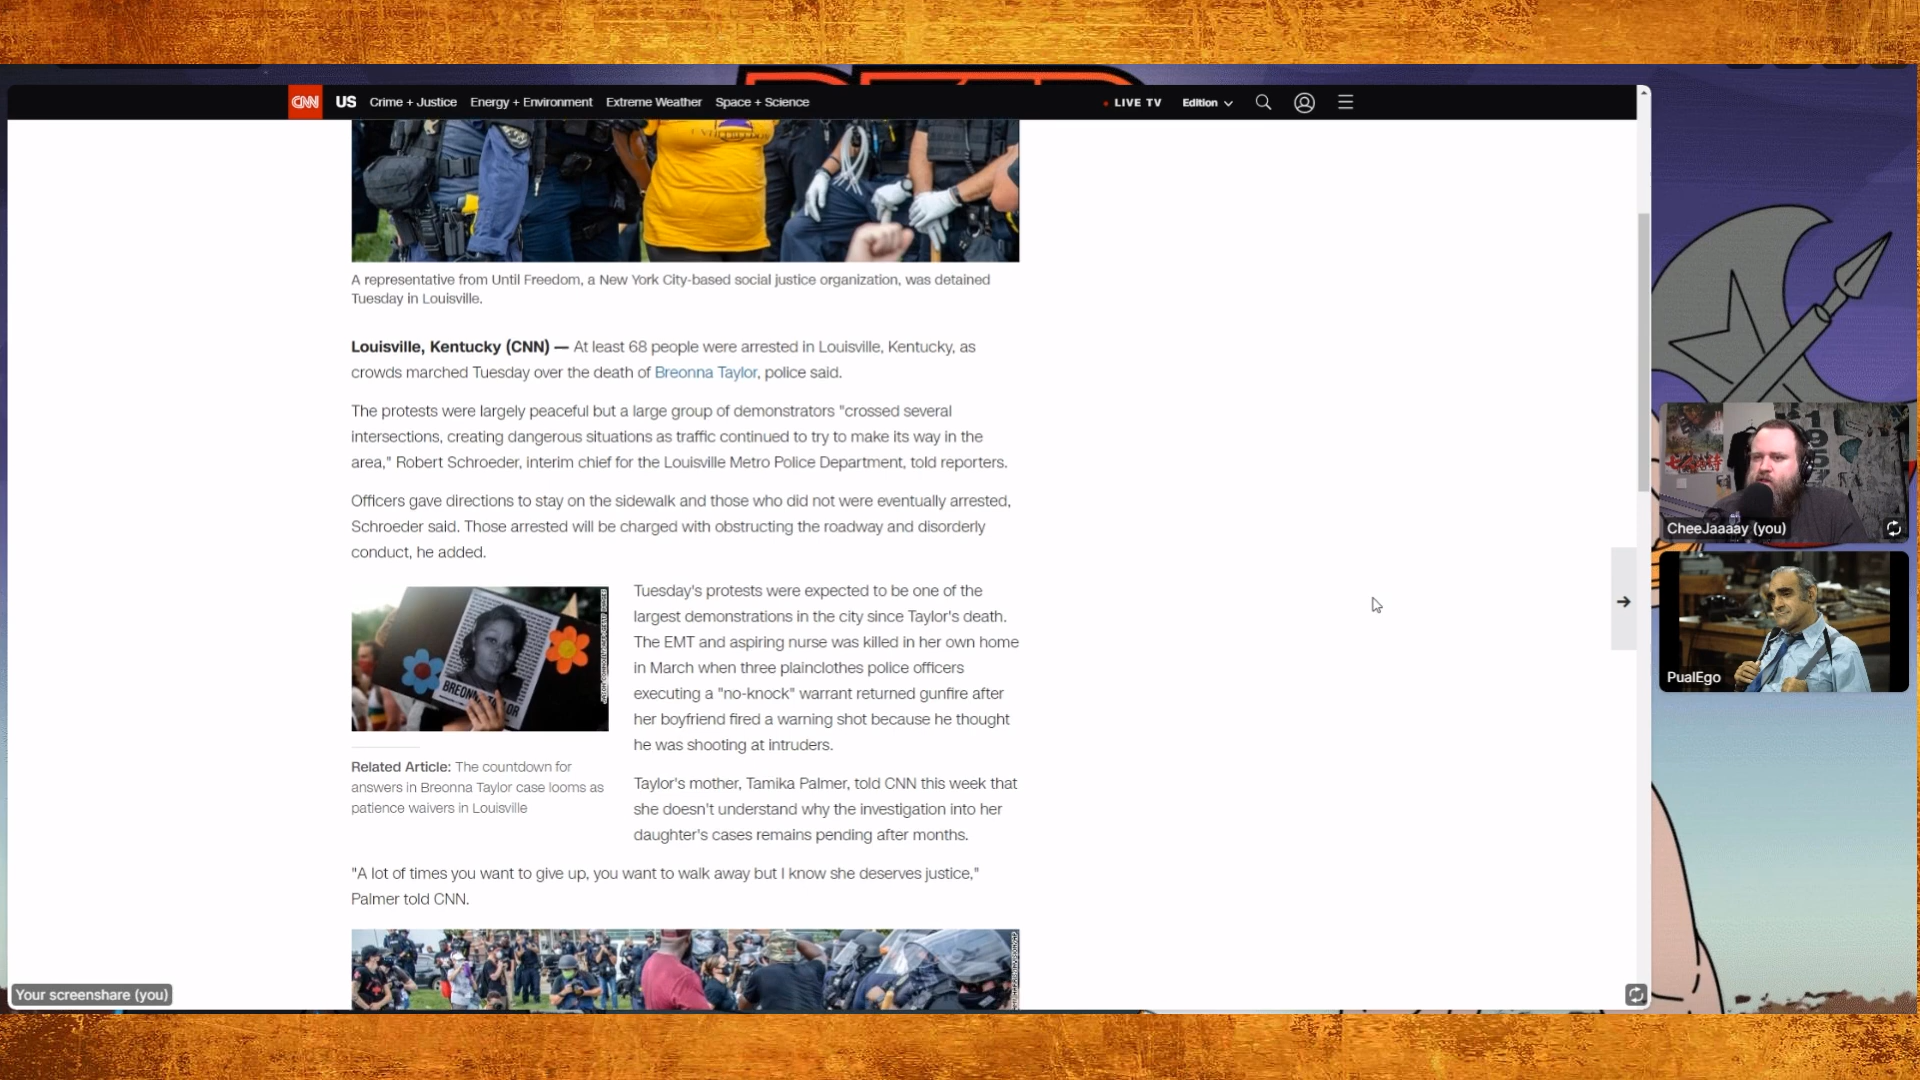 CNN US Crime + Justice Energy + Environment Extreme Weather Space + Science LIVE TV Edition
A representative from Until Freedom, a New York City-based social justice organization, was detained
Tuesday in Louisville.
Louisville, Kentucky (CNN) — At least 68 people were arrested in Louisville, Kentucky, as
crowds marched Tuesday over the death of Breonna Taylor, police said.
The protests were largely peaceful but a large group of demonstrators "crossed several
intersections, creating dangerous situations as traffic continued to try to make its way in the
area," Robert Schroeder, interim chief for the Louisville Metro Police Department, told reporters.
Officers gave directions to stay on the sidewalk and those who did not were eventually arrested,
Schroeder said. Those arrested will be charged with obstructing the roadway and disorderly
conduct, he added.
BREONNA TAYLOR
Related Article: The countdown for
answers in Breonna Taylor case looms as
patience waivers in Louisville
Tuesday's protests were expected to be one of the
largest demonstrations in the city since Taylor's death.
The EMT and aspiring nurse was killed in her own home
in March when three plainclothes police officers
executing a "no-knock" warrant returned gunfire after
her boyfriend fired a warning shot because he thought
he was shooting at intruders.
Taylor's mother, Tamika Palmer, told CNN this week that
she doesn't understand why the investigation into her
daughter's cases remains pending after months.
"A lot of times you want to give up, you want to walk away but I know she deserves justice,"
Palmer told CNN.
Your screenshare (you)
CheeJaaaay (you)
PualEgo